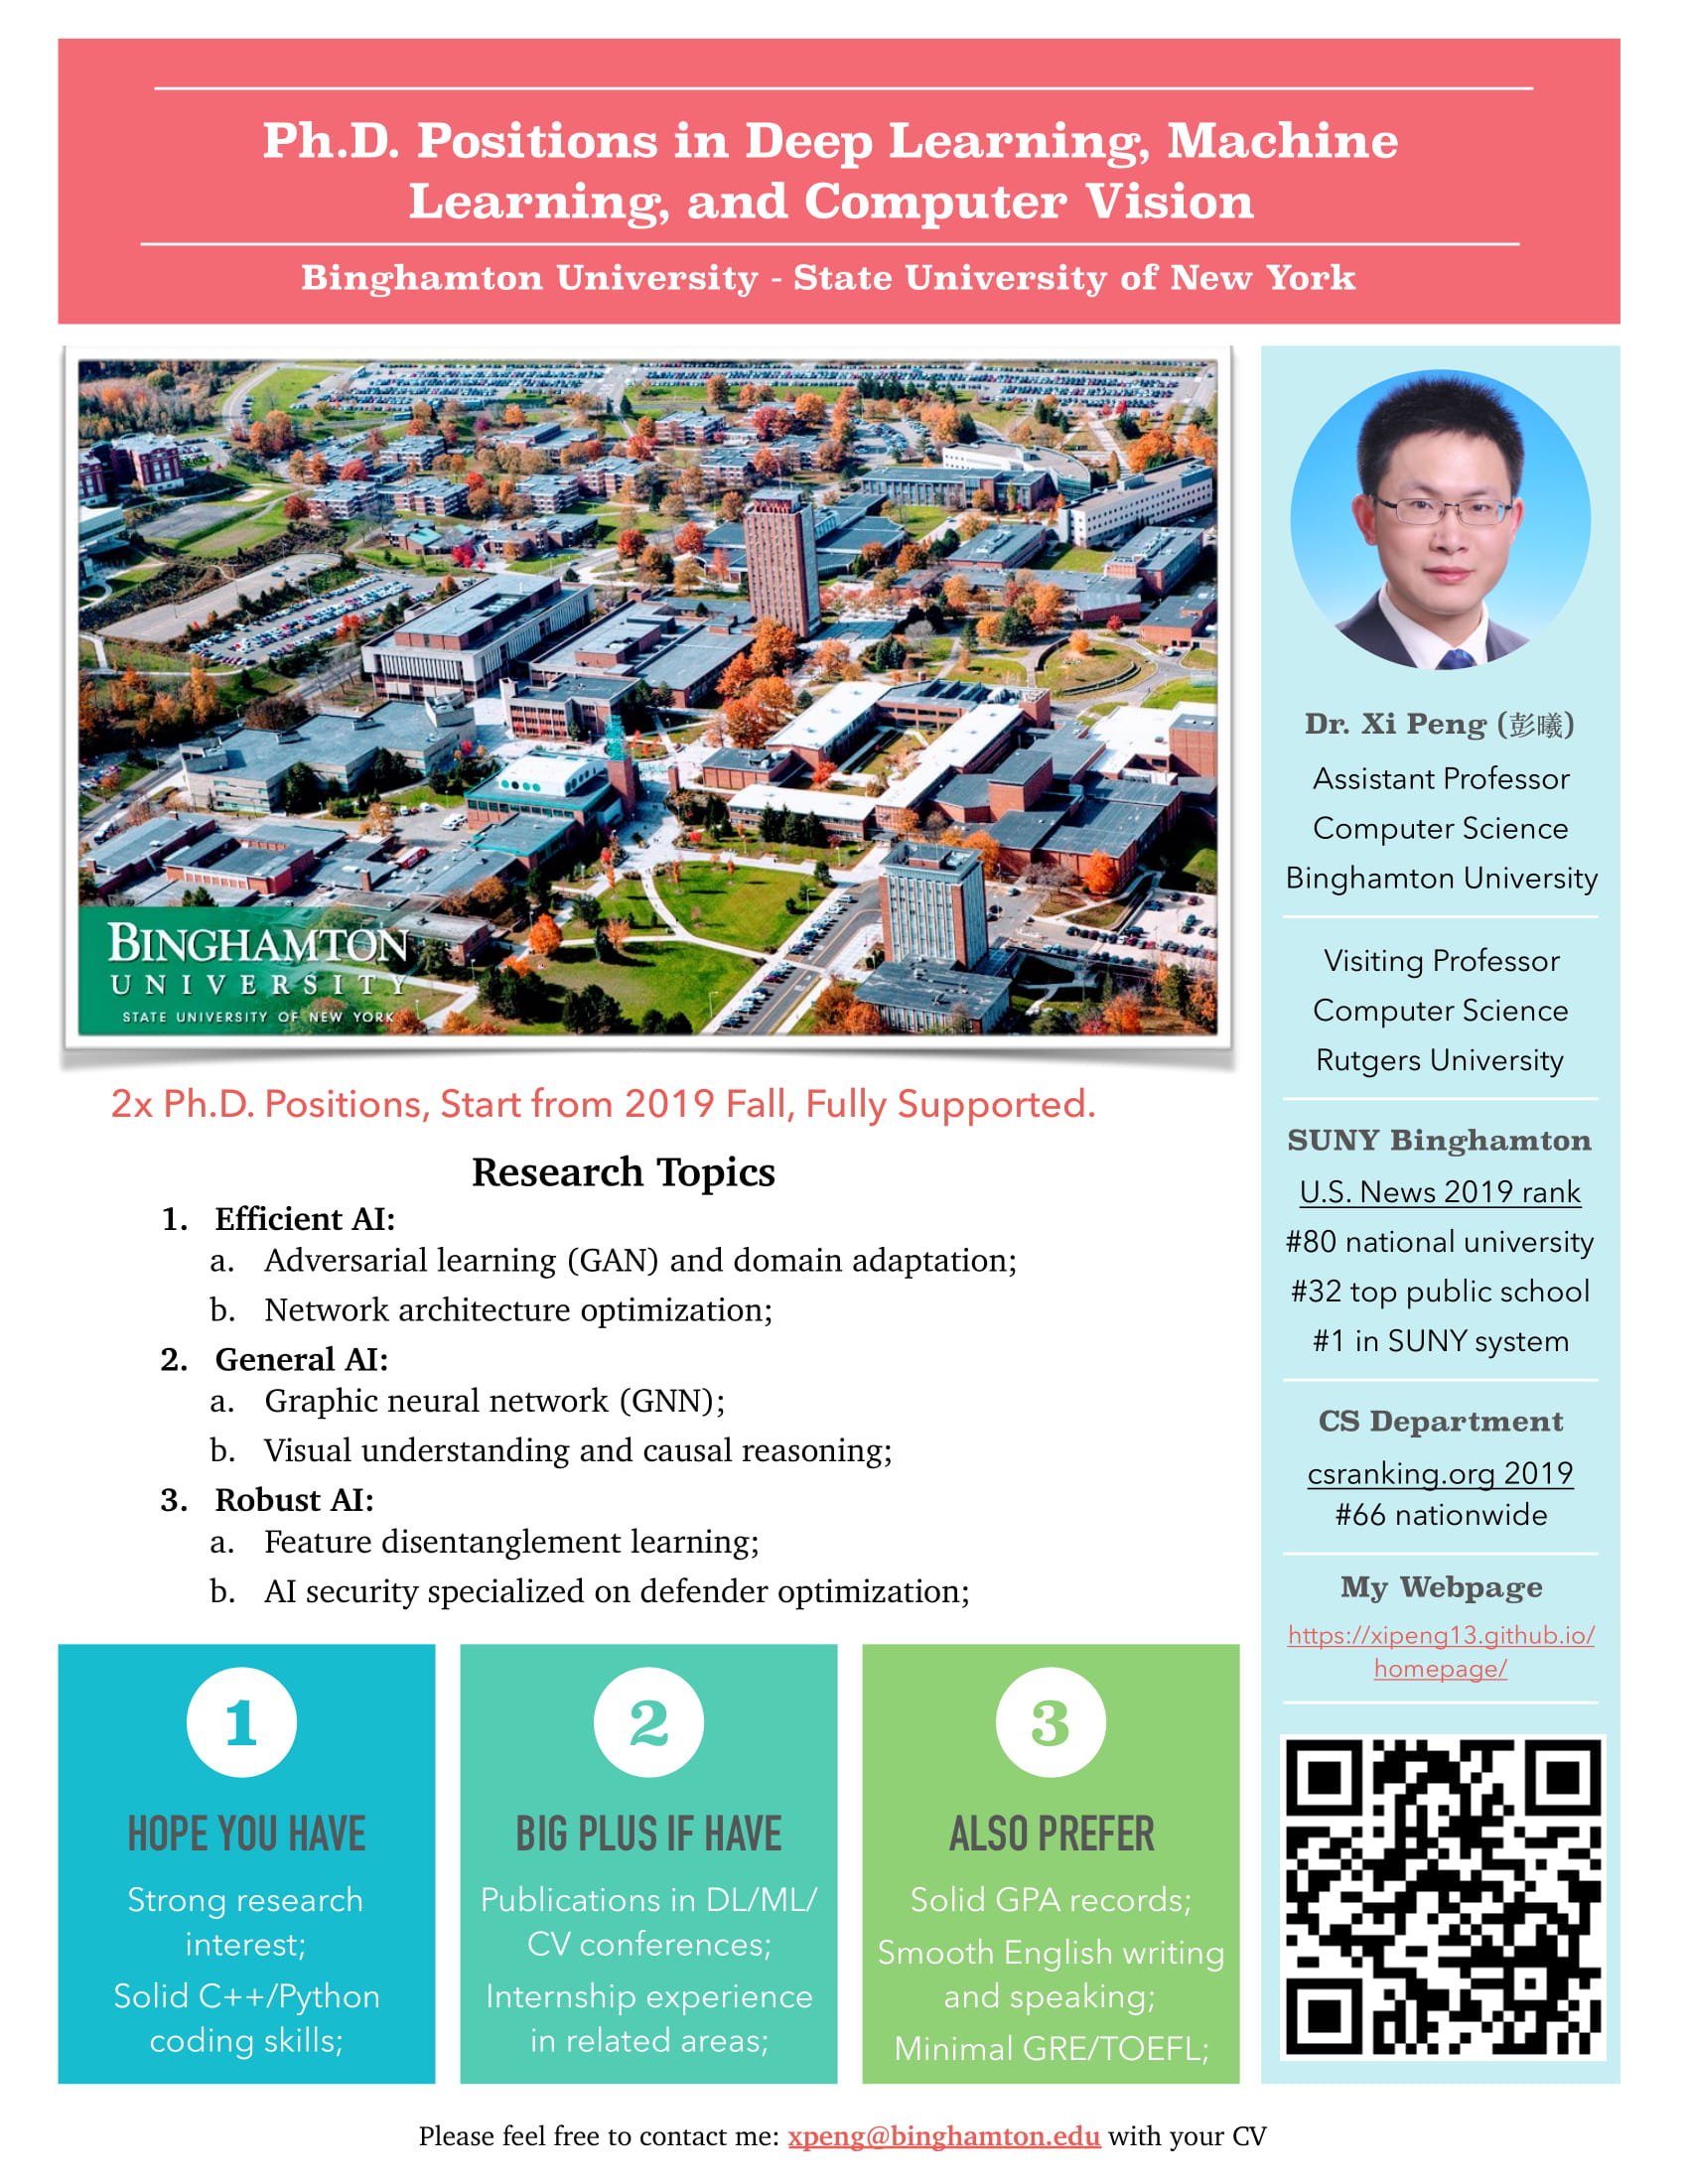 Ph.D. Positions in Deep Learning, Machine
Learning, and Computer Vision
Binghamton University - State University of New York
BINGHAMTON
UNIVERSITY
STATE UNIVERSITY OF NEW YORK
2x Ph.D. Positions, Start from 2019 Fall, Fully Supported.
Research Topics
1. Efficient AI:
a. Adversarial learning (GAN) and domain adaptation;
b. Network architecture optimization;
2. General AI:
a. Graphic neural network (GNN);
b. Visual understanding and causal reasoning;
3. Robust AI:
a. Feature disentanglement learning;
b. AI security specialized on defender optimization;
1
HOPE YOU HAVE
Strong research
interest;
Solid C++/Python
coding skills;
2
BIG PLUS IF HAVE
Publications in DL/ML/
CV conferences;
Internship experience
in related areas;
3
ALSO PREFER
Solid GPA records;
Smooth English writing
and speaking;
Minimal GRE/TOEFL;
Dr. Xi Peng (彭曦)
Assistant Professor
Computer Science
Binghamton University
Visiting Professor
Computer Science
Rutgers University
SUNY Binghamton
U.S. News 2019 rank
#80 national university
#32 top public school
#1 in SUNY system
CS Department
csranking.org 2019
#66 nationwide
My Webpage
https://xipeng13.github.io/
homepage/
Please feel free to contact me: xpeng@binghamton.edu with your CV